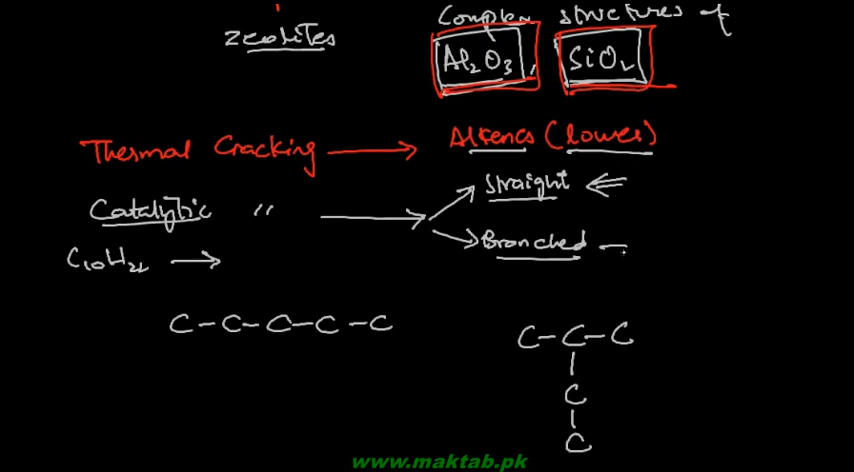 Complex structures of
zeolites
Al₂O₃, SiO₂
Thermal Cracking → Alkenes (lower)
Straight
Catalytic 〃 →
Branched –
C₁₀H₂₂ →
C–C–C–C–C
C–C–C
C
C
www.maktab.pk